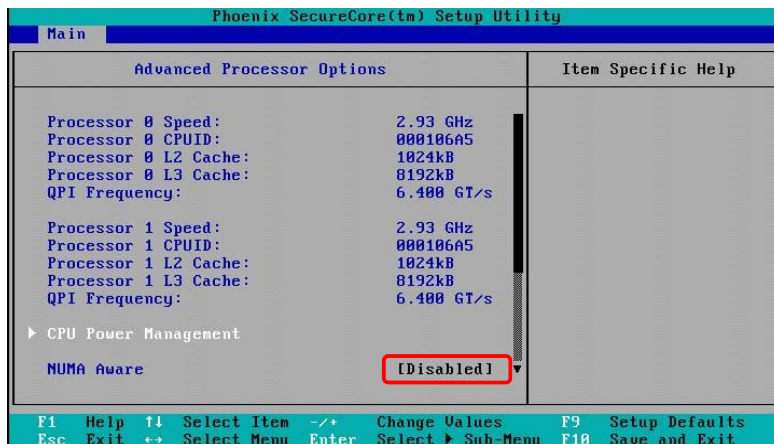 Phoenix SecureCore(tm) Setup Utility
Main
Advanced Processor Options
Item Specific Help
Processor 0 Speed: 2.93 GHz
Processor 0 CPUID: 000106A5
Processor 0 L2 Cache: 1024kB
Processor 0 L3 Cache: 8192kB
QPI Frequency: 6.400 GT/s
Processor 1 Speed: 2.93 GHz
Processor 1 CPUID: 000106A5
Processor 1 L2 Cache: 1024kB
Processor 1 L3 Cache: 8192kB
QPI Frequency: 6.400 GT/s
CPU Power Management
NUMA Aware [Disabled]
F1 Help ↑↓ Select Item -/+ Change Values F9 Setup Defaults
Esc Exit ↔ Select Menu Enter Select ▶ Sub-Menu F10 Save and Exit